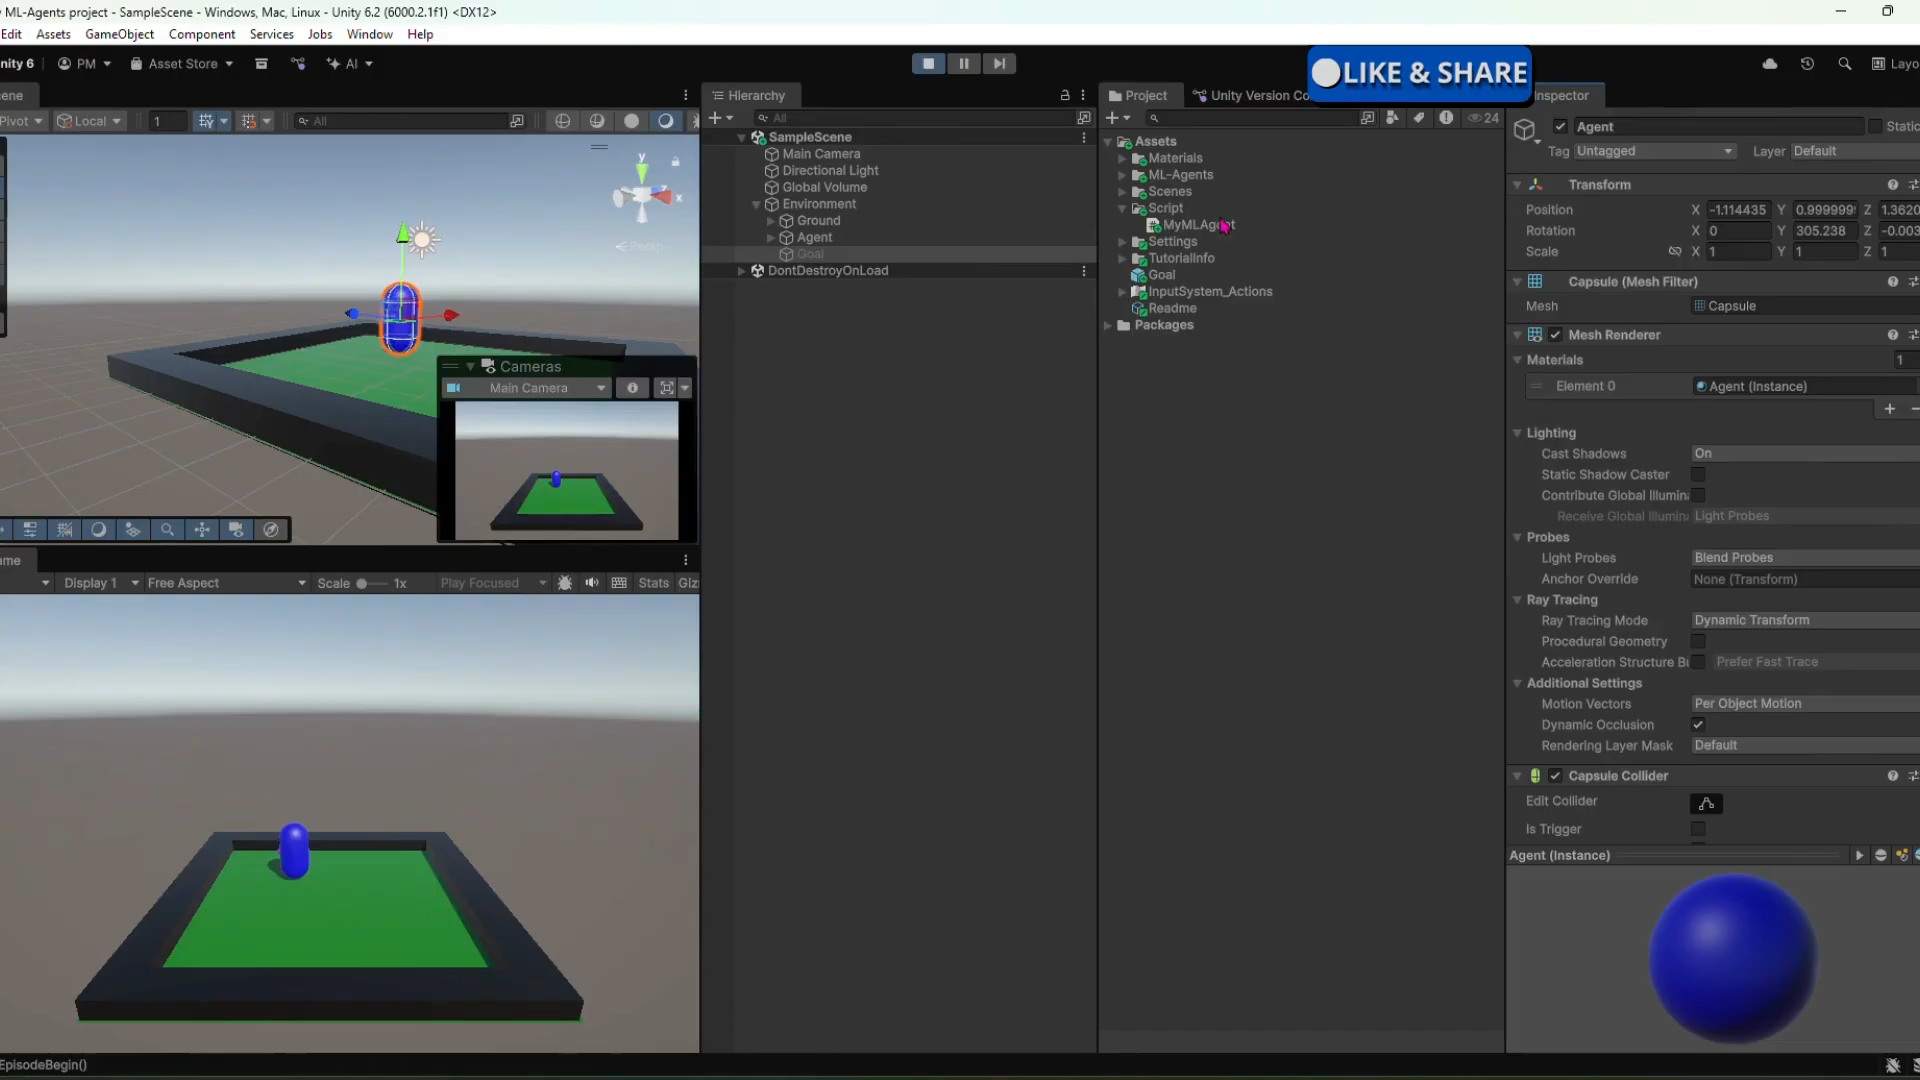 ML-Agents project - SampleScene - Windows, Mac, Linux - Unity 6.2 (6000.2.1f1) <DX12>
Edit Assets GameObject Component Services Jobs Window Help
nity 6 PM Asset Store AI Layo
LIKE & SHARE
ene
Pivot Local 1 All
y
x
Persp
Cameras
Main Camera
ame
Display 1 Free Aspect Scale 1x Play Focused Stats Giz
EpisodeBegin()
Hierarchy
All
SampleScene
Main Camera
Directional Light
Global Volume
Environment
Ground
Agent
Goal
DontDestroyOnLoad
Project Unity Version Co
24
Assets
Materials
ML-Agents
Scenes
Script
MyMLAgent
Settings
TutorialInfo
Goal
InputSystem_Actions
Readme
Packages
Inspector
Agent Static
Tag Untagged Layer Default
Transform
Position X -1.114435 Y 0.999999 Z 1.3620
Rotation X 0 Y 305.238 Z -0.003
Scale X 1 Y 1 Z 1
Capsule (Mesh Filter)
Mesh Capsule
Mesh Renderer
Materials 1
Element 0 Agent (Instance)
Lighting
Cast Shadows On
Static Shadow Caster
Contribute Global Illumin
Receive Global Illumin Light Probes
Probes
Light Probes Blend Probes
Anchor Override None (Transform)
Ray Tracing
Ray Tracing Mode Dynamic Transform
Procedural Geometry
Acceleration Structure Bu Prefer Fast Trace
Additional Settings
Motion Vectors Per Object Motion
Dynamic Occlusion
Rendering Layer Mask Default
Capsule Collider
Edit Collider
Is Trigger
Agent (Instance)